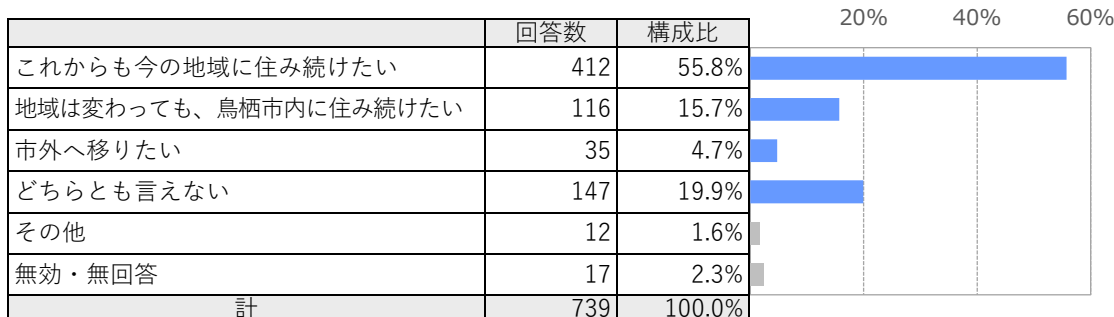 20% 40% 60%
回答数 構成比
これからも今の地域に住み続けたい 412 55.8%
地域は変わっても、鳥栖市内に住み続けたい 116 15.7%
市外へ移りたい 35 4.7%
どちらとも言えない 147 19.9%
その他 12 1.6%
無効・無回答 17 2.3%
計 739 100.0%